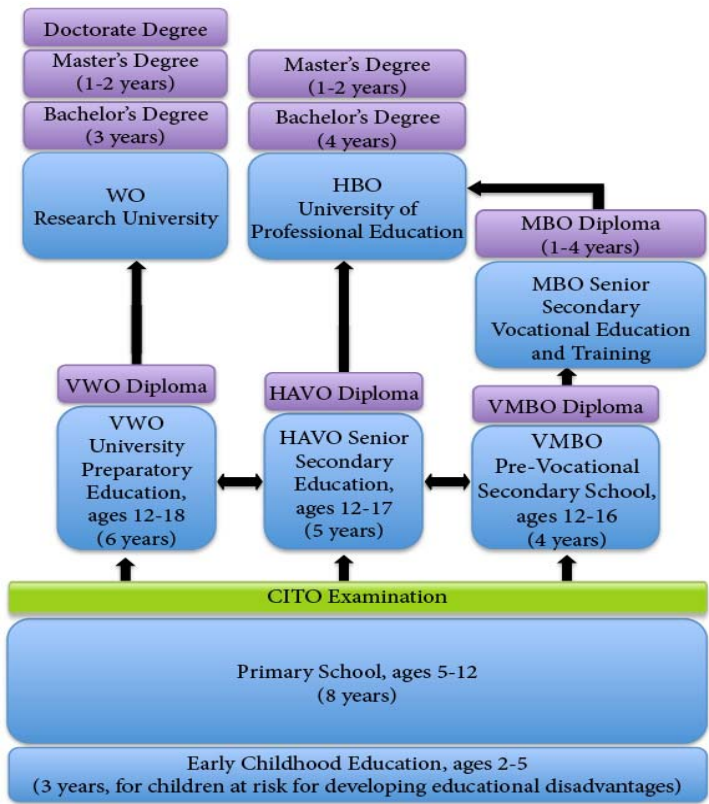 Doctorate Degree
Master's Degree
(1-2 years)
Bachelor's Degree
(3 years)
WO
Research University
Master's Degree
(1-2 years)
Bachelor's Degree
(4 years)
HBO
University of
Professional Education
MBO Diploma
(1-4 years)
MBO Senior
Secondary
Vocational Education
and Training
VWO Diploma
VWO
University
Preparatory
Education,
ages 12-18
(6 years)
HAVO Diploma
HAVO Senior
Secondary
Education,
ages 12-17
(5 years)
VMBO Diploma
VMBO
Pre-Vocational
Secondary School,
ages 12-16
(4 years)
CITO Examination
Primary School, ages 5-12
(8 years)
Early Childhood Education, ages 2-5
(3 years, for children at risk for developing educational disadvantages)